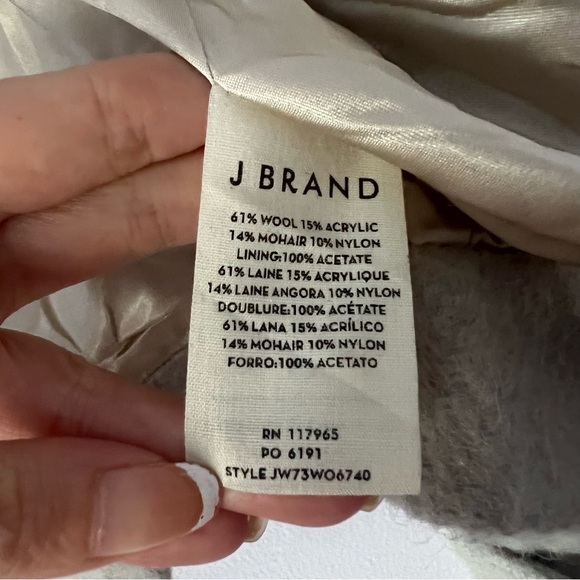 J BRAND
61% WOOL 15% ACRYLIC
14% MOHAIR 10% NYLON
LINING:100% ACETATE
61% LAINE 15% ACRYLIQUE
14% LAINE ANGORA 10% NYLON
DOUBLURE:100% ACÉTATE
61% LANA 15% ACRÍLICO
14% MOHAIR 10% NYLON
FORRO:100% ACETATO
RN 117965
PO 6191
STYLE JW73WO6740